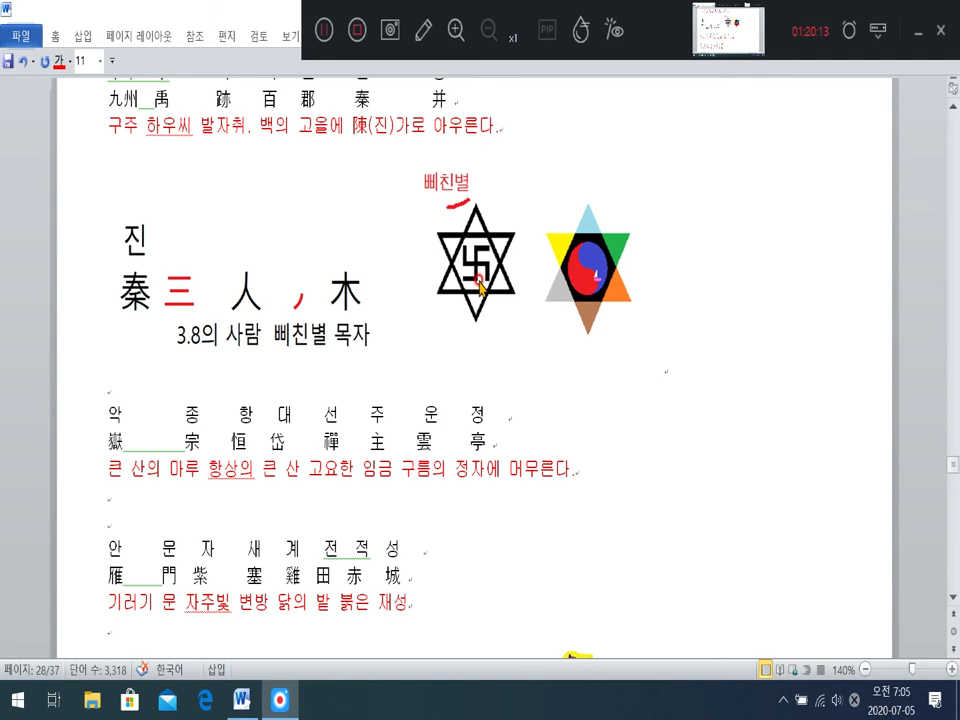 파일 홈 삽입 페이지 레이아웃 참조 편지 검토 보기
x1 PIP 01:20:13
가 11
九州 禹 跡 百 郡 秦 并
구주 하우씨 발자취. 백의 고을에 陳(진)가로 아우른다.
삐친별
진
秦 三 人 丿 木
3.8의 사람 삐친별 목자
卐
악 종 항 대 선 주 운 정
嶽 宗 恒 岱 禪 主 雲 亭
큰 산의 마루 항상의 큰 산 고요한 임금 구름의 정자에 머무른다.
안 문 자 새 계 전 적 성
雁 門 紫 塞 雞 田 赤 城
기러기 문 자주빛 변방 닭의 밭 붉은 재성
페이지: 28/37 단어 수: 3,318 한국어 삽입 140%
오전 7:05
2020-07-05